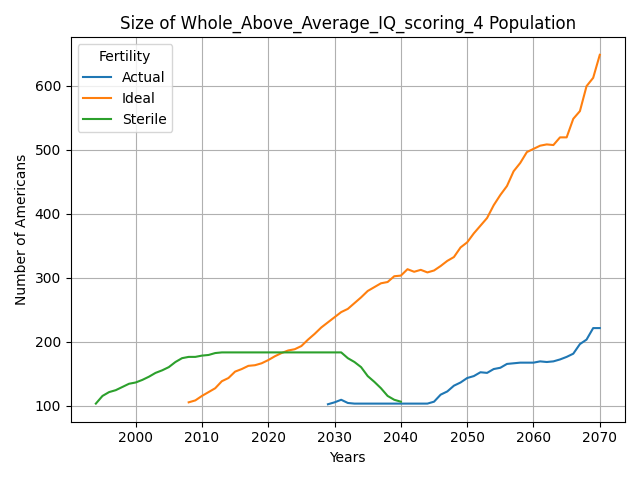 Size of Whole_Above_Average_IQ_scoring_4 Population
Fertility
Actual
Ideal
Sterile
Number of Americans
600
500
400
300
200
100
2000
2010
2020
2030
2040
2050
2060
2070
Years